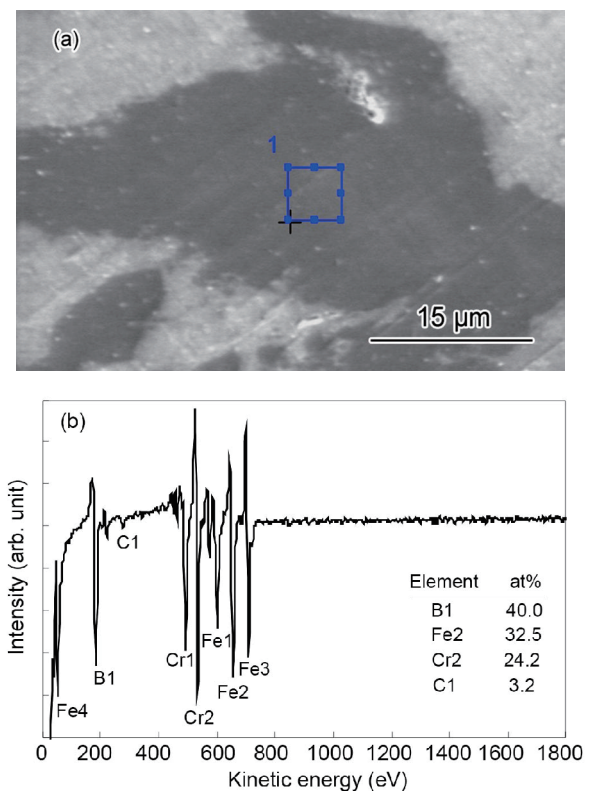 (a)
1
15 μm
(b)
Intensity (arb. unit)
C1
B1
Fe4
Cr1
Cr2
Fe1
Fe2
Fe3
Element at%
B1 40.0
Fe2 32.5
Cr2 24.2
C1 3.2
0 200 400 600 800 1000 1200 1400 1600 1800
Kinetic energy (eV)